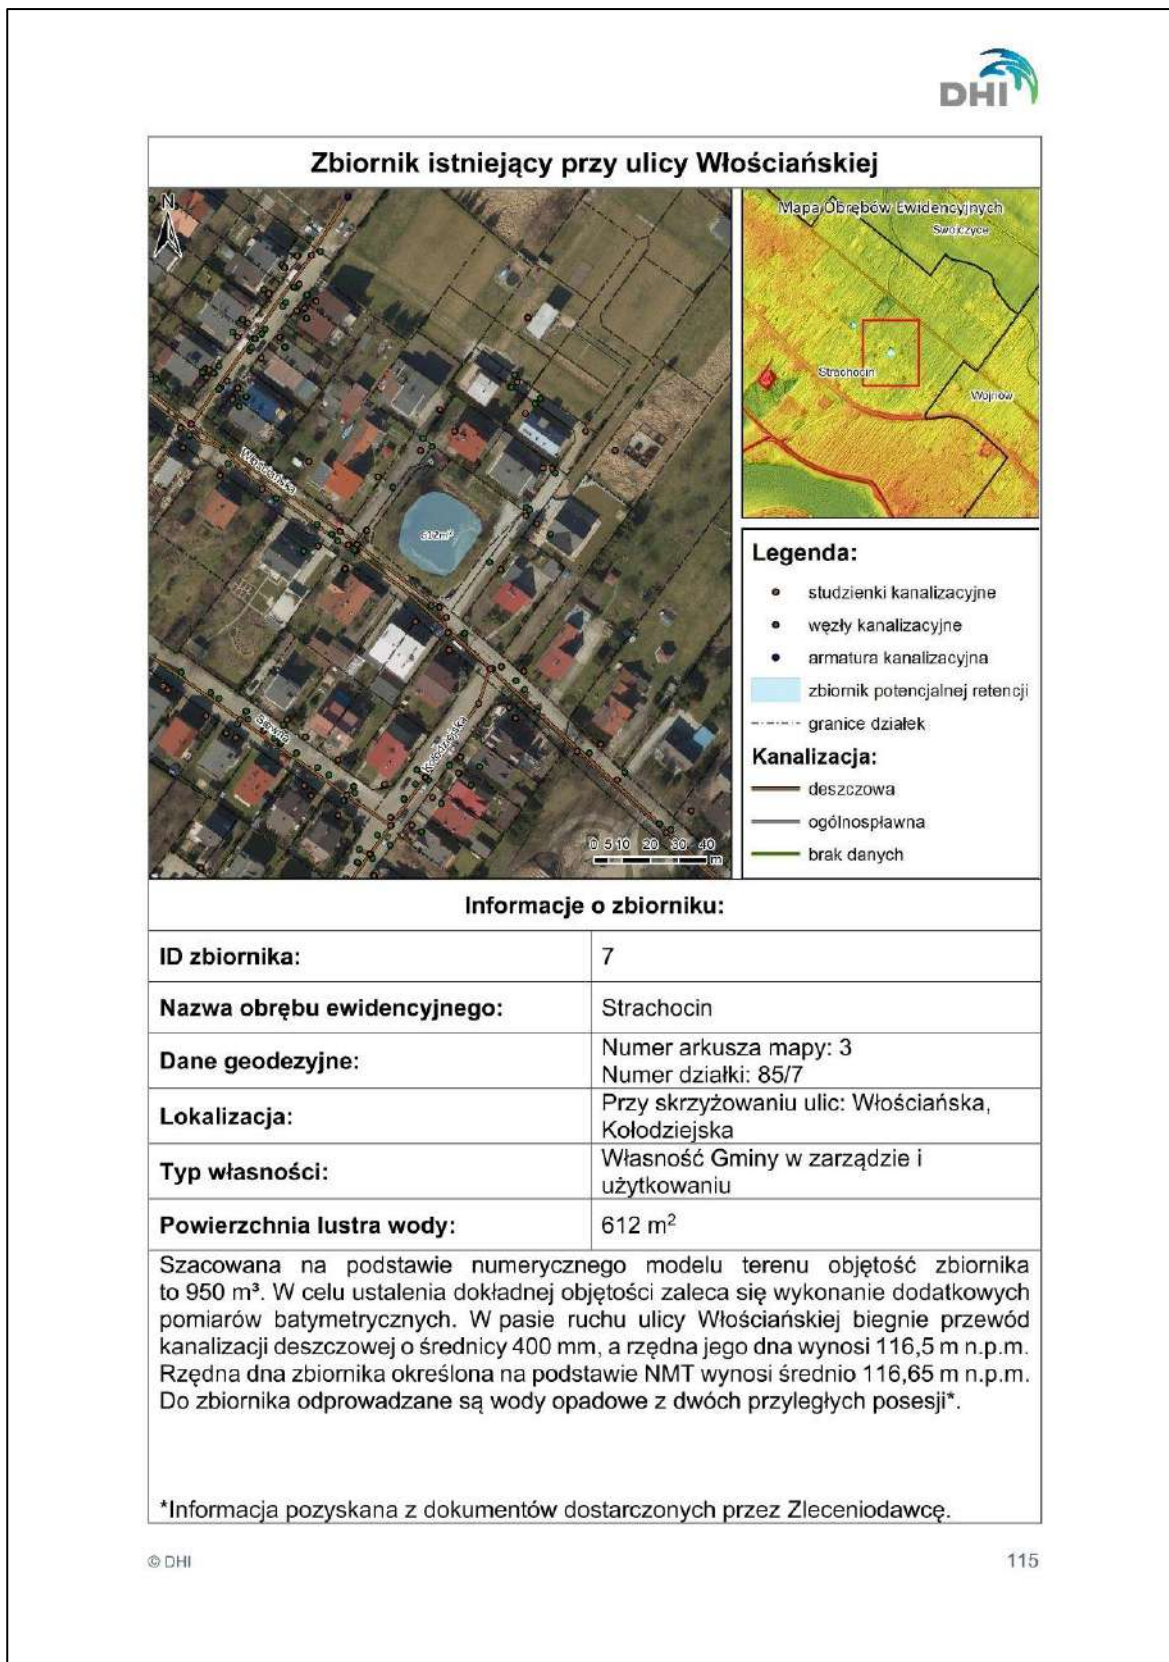 DHI
Zbiornik istniejący przy ulicy Włościańskiej
N
Mapa Obrębów Ewidencyjnych
Swojczyce
Strachocin
Wojnów
Włościańska
612m²
Kołodziejska
0 5 10 20 30 40
m
Legenda:
studzienki kanalizacyjne
węzły kanalizacyjne
armatura kanalizacyjna
zbiornik potencjalnej retencji
granice działek
Kanalizacja:
deszczowa
ogólnospławna
brak danych
Informacje o zbiorniku:
ID zbiornika: 7
Nazwa obrębu ewidencyjnego: Strachocin
Dane geodezyjne: Numer arkusza mapy: 3
Numer działki: 85/7
Lokalizacja: Przy skrzyżowaniu ulic: Włościańska,
Kołodziejska
Typ własności: Własność Gminy w zarządzie i
użytkowaniu
Powierzchnia lustra wody: 612 m²
Szacowana na podstawie numerycznego modelu terenu objętość zbiornika
to 950 m³. W celu ustalenia dokładnej objętości zaleca się wykonanie dodatkowych
pomiarów batymetrycznych. W pasie ruchu ulicy Włościańskiej biegnie przewód
kanalizacji deszczowej o średnicy 400 mm, a rzędna jego dna wynosi 116,5 m n.p.m.
Rzędna dna zbiornika określona na podstawie NMT wynosi średnio 116,65 m n.p.m.
Do zbiornika odprowadzane są wody opadowe z dwóch przyległych posesji*.
*Informacja pozyskana z dokumentów dostarczonych przez Zleceniodawcę.
© DHI
115